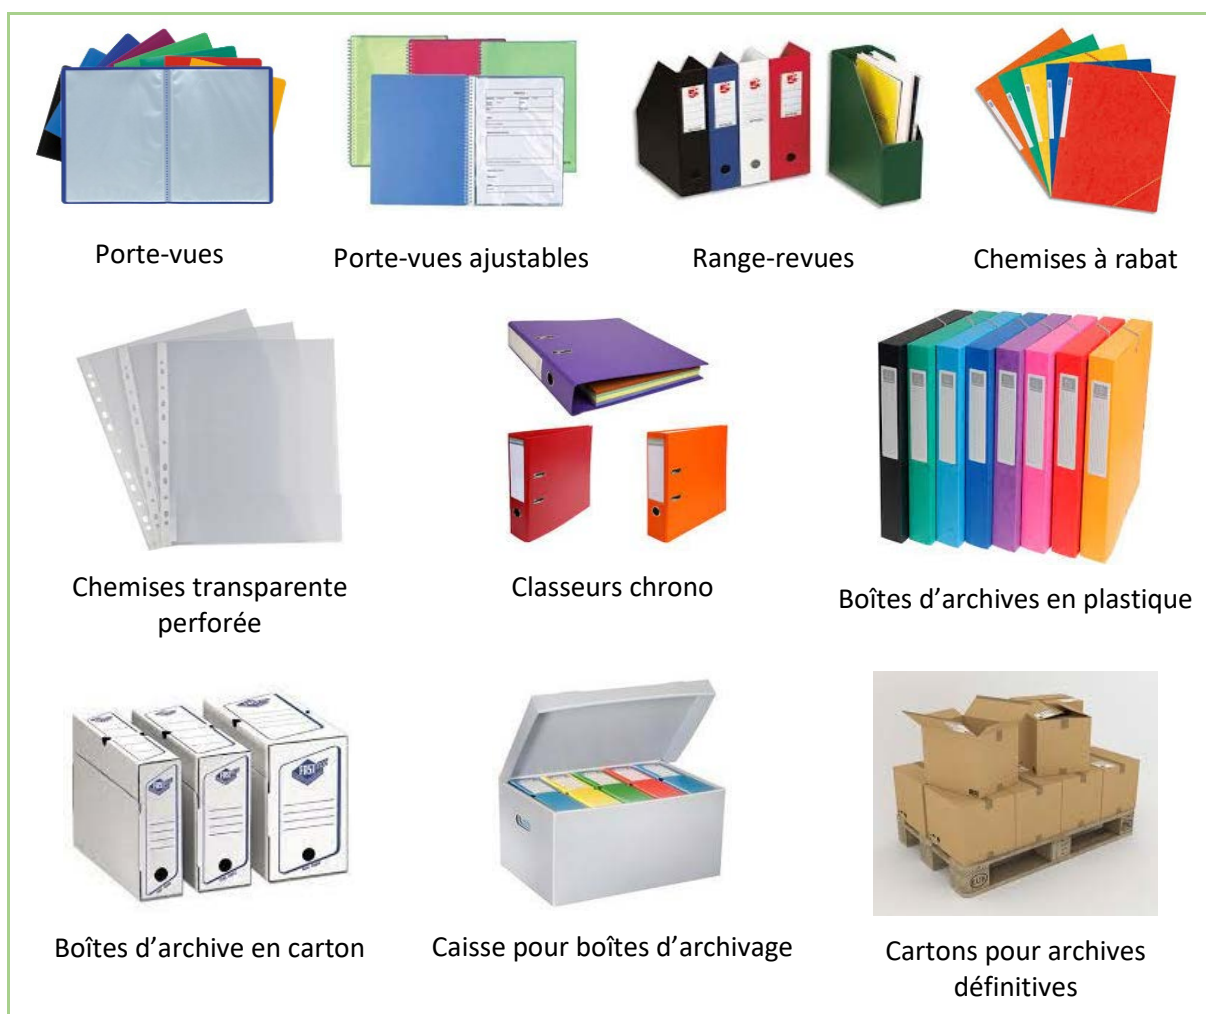 Porte-vues
Porte-vues ajustables
Range-revues
Chemises à rabat
Chemises transparente
perforée
Classeurs chrono
Boîtes d’archives en plastique
Boîtes d’archive en carton
Caisse pour boîtes d’archivage
Cartons pour archives
définitives